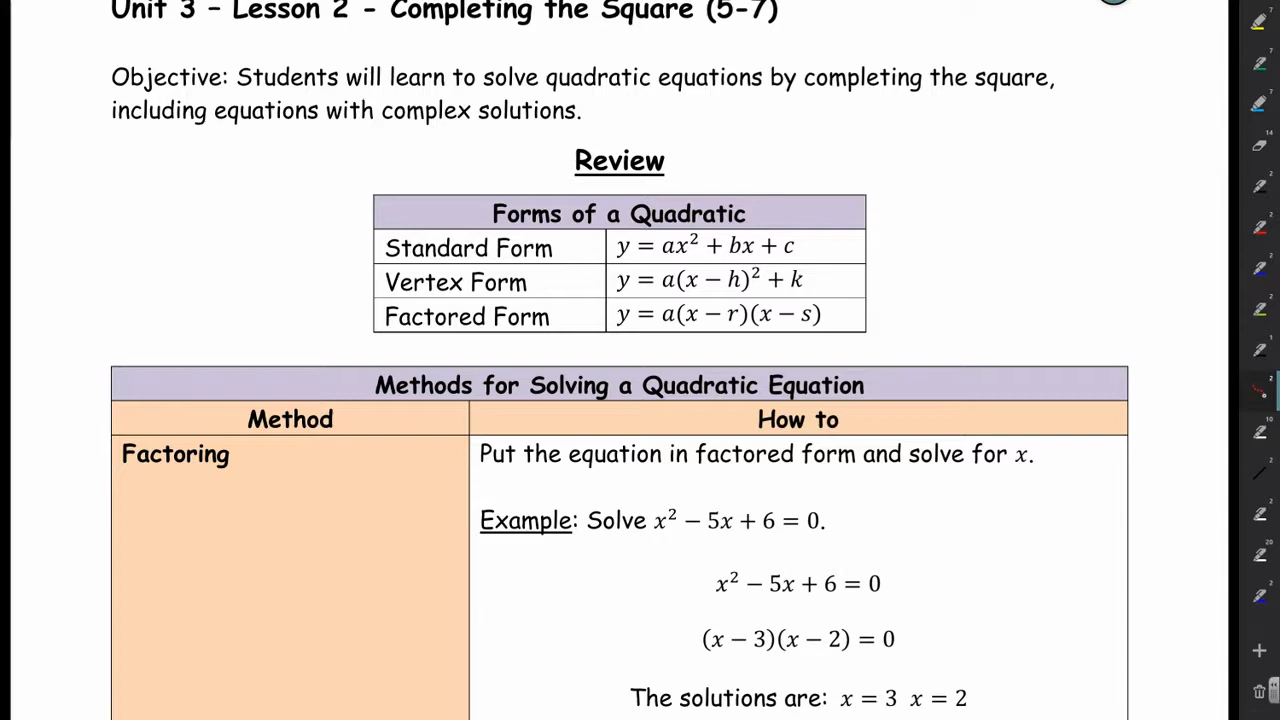 Unit 3 – Lesson 2 - Completing the Square (5-7)
Objective: Students will learn to solve quadratic equations by completing the square,
including equations with complex solutions.
Review
Forms of a Quadratic
Standard Form y = ax² + bx + c
Vertex Form y = a(x − h)² + k
Factored Form y = a(x − r)(x − s)
Methods for Solving a Quadratic Equation
Method How to
Factoring Put the equation in factored form and solve for x.
Example: Solve x² − 5x + 6 = 0.
x² − 5x + 6 = 0
(x − 3)(x − 2) = 0
The solutions are: x = 3 x = 2